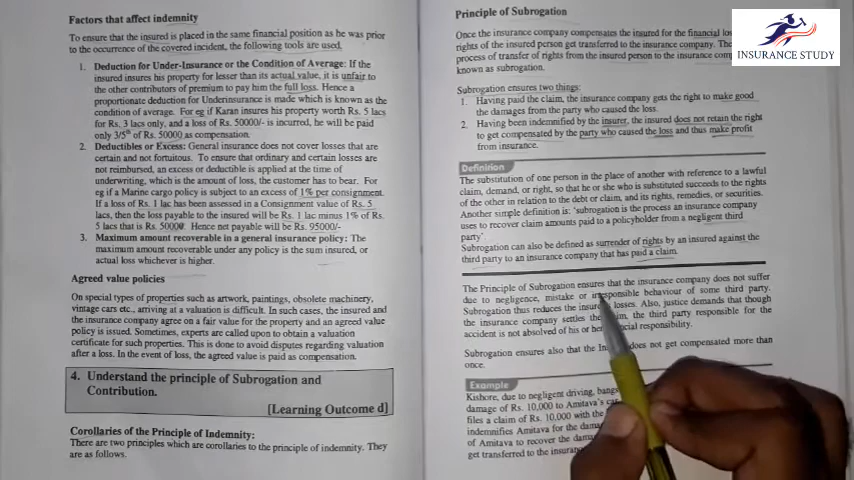 Factors that affect indemnity
To ensure that the insured is placed in the same financial position as he was prior
to the occurrence of the covered incident, the following tools are used.
1. Deduction for Under-Insurance or the Condition of Average: If the
insured insures his property for lesser than its actual value, it is unfair to
the other contributors of premium to pay him the full loss. Hence a
proportionate deduction for Underinsurance is made which is known as the
condition of average. For eg if Karan insures his property worth Rs. 5 lacs
for Rs. 3 lacs only, and a loss of Rs. 50000/- is incurred, he will be paid
only 3/5th of Rs. 50000 as compensation.
2. Deductibles or Excess: General insurance does not cover losses that are
certain and not fortuitous. To ensure that ordinary and certain losses are
not reimbursed, an excess or deductible is applied at the time of
underwriting, which is the amount of loss, the customer has to bear. For
eg if a Marine cargo policy is subject to an excess of 1% per consignment.
If a loss of Rs. 1 lac has been assessed in a Consignment value of Rs. 5
lacs, then the loss payable to the insured will be Rs. 1 lac minus 1% of Rs.
5 lacs that is Rs. 5000. Hence net payable will be Rs. 95000/-
3. Maximum amount recoverable in a general insurance policy: The
maximum amount recoverable under any policy is the sum insured, or
actual loss whichever is higher.
Agreed value policies
On special types of properties such as artwork, paintings, obsolete machinery,
vintage cars etc., arriving at a valuation is difficult. In such cases, the insured and
the insurance company agree on a fair value for the property and an agreed value
policy is issued. Sometimes, experts are called upon to obtain a valuation
certificate for such properties. This is done to avoid disputes regarding valuation
after a loss. In the event of loss, the agreed value is paid as compensation.
4. Understand the principle of Subrogation and
Contribution.
[Learning Outcome d]
Corollaries of the Principle of Indemnity:
There are two principles which are corollaries to the principle of indemnity. They
are as follows.
Principle of Subrogation
Once the insurance company compensates the insured for the financial
rights of the insured person get transferred to the insurance company. The
process of transfer of rights from the insured person to the insurance
known as subrogation.
Subrogation ensures two things:
1. Having paid the claim, the insurance company gets the right to make good
the damages from the party who caused the loss.
2. Having been indemnified by the insurer, the insured does not retain the right
to get compensated by the party who caused the loss and thus make profit
from insurance.
Definition
The substitution of one person in the place of another with reference to a lawful
claim, demand, or right, so that he or she who is substituted succeeds to the rights
of the other in relation to the debt or claim, and its rights, remedies, or securities.
Another simple definition is: 'subrogation is the process an insurance company
uses to recover claim amounts paid to a policyholder from a negligent third
party'
Subrogation can also be defined as surrender of rights by an insured against the
third party to an insurance company that has paid a claim.
The Principle of Subrogation ensures that the insurance company does not suffer
due to negligence, mistake or irresponsible behaviour of some third party.
Subrogation thus reduces the insurer losses. Also, justice demands that though
the insurance company settles the claim, the third party responsible for the
accident is not absolved of his or her financial responsibility.
Subrogation ensures also that the does not get compensated more than
once.
Example
Kishore, due to negligent driving, bangs
damage of Rs. 10,000 to Amitava's car
files a claim of Rs. 10,000 with the
indemnifies Amitava for the
of Amitava to recover the
get transferred to the
INSURANCE STUDY